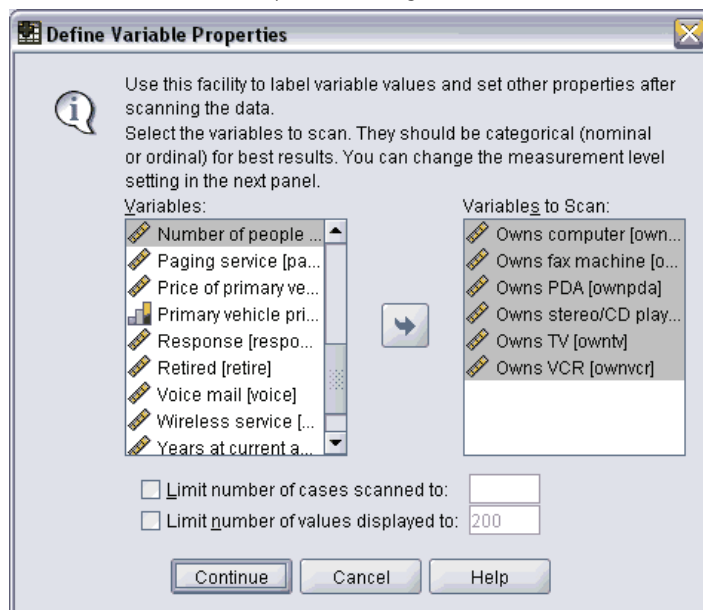 Define Variable Properties
Use this facility to label variable values and set other properties after
scanning the data.
Select the variables to scan. They should be categorical (nominal
or ordinal) for best results. You can change the measurement level
setting in the next panel.
Variables:
Number of people ...
Paging service [pa...
Price of primary ve...
Primary vehicle pri...
Response [respo...
Retired [retire]
Voice mail [voice]
Wireless service [...
Years at current a...
Variables to Scan:
Owns computer [own...
Owns fax machine [o...
Owns PDA [ownpda]
Owns stereo/CD play...
Owns TV [owntv]
Owns VCR [ownvcr]
Limit number of cases scanned to:
Limit number of values displayed to: 200
Continue Cancel Help